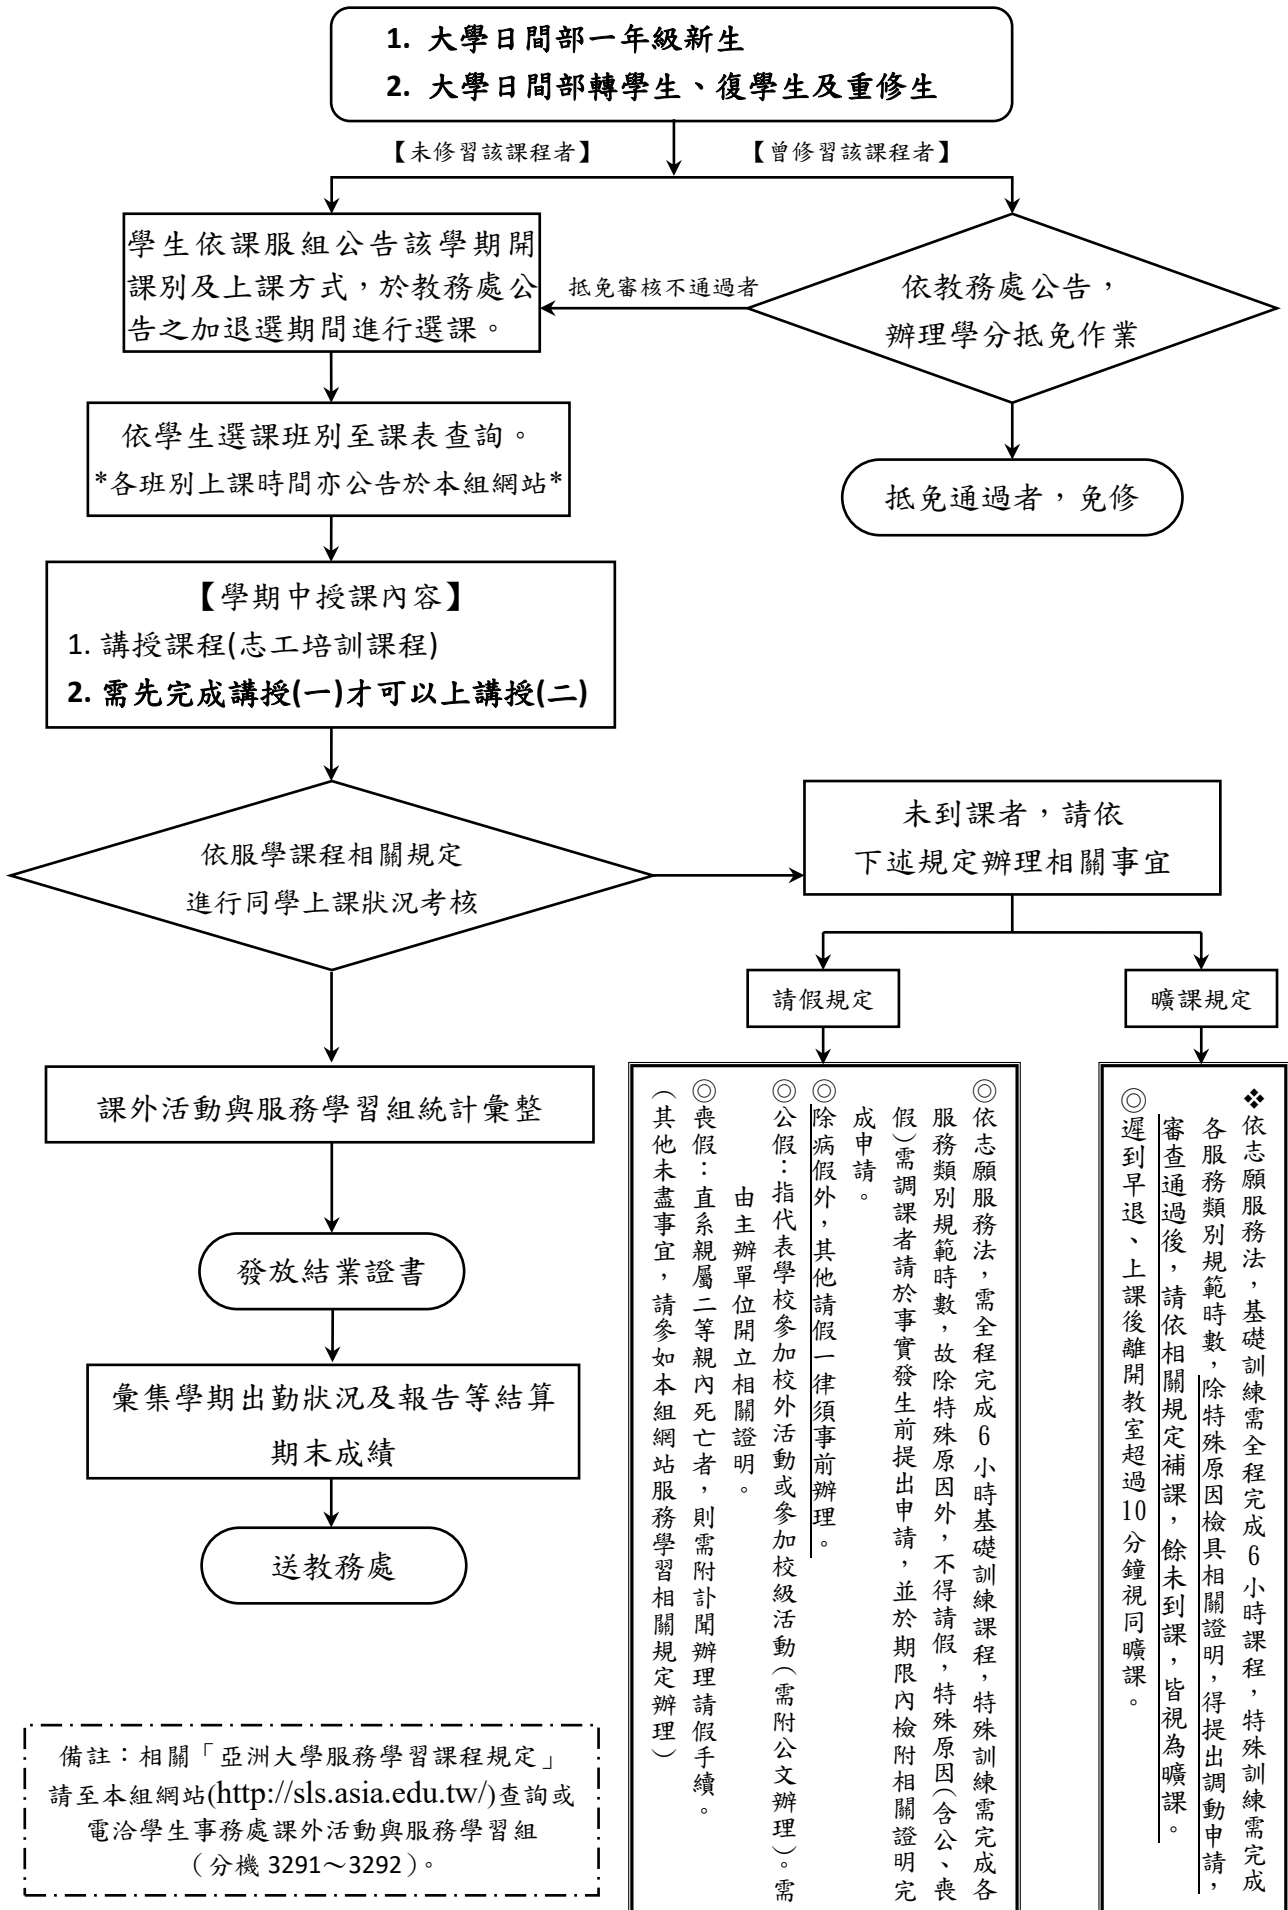 1. 大學日間部一年級新生
2. 大學日間部轉學生、復學生及重修生
【未修習該課程者】
【曾修習該課程者】
學生依課服組公告該學期開
課別及上課方式，於教務處公
告之加退選期間進行選課。
抵免審核不通過者
依教務處公告，
辦理學分抵免作業
依學生選課班別至課表查詢。
*各班別上課時間亦公告於本組網站*
抵免通過者，免修
【學期中授課內容】
1. 講授課程(志工培訓課程)
2. 需先完成講授(一)才可以上講授(二)
依服學課程相關規定
進行同學上課狀況考核
未到課者，請依
下述規定辦理相關事宜
請假規定
曠課規定
課外活動與服務學習組統計彙整
發放結業證書
彙集學期出勤狀況及報告等結算
期末成績
送教務處
◎依志願服務法，需全程完成6小時基礎訓練課程，特殊訓練需完成各
服務類別規範時數，故除特殊原因外，不得請假，特殊原因(含公、喪
假)需調課者請於事實發生前提出申請，並於期限內檢附相關證明完
成申請。
◎除病假外，其他請假一律須事前辦理。
◎公假：指代表學校參加校外活動或參加校級活動(需附公文辦理)。需
由主辦單位開立相關證明。
◎喪假：直系親屬二等親內死亡者，則需附訃聞辦理請假手續。
(其他未盡事宜，請參如本組網站服務學習相關規定辦理)
❖依志願服務法，基礎訓練需全程完成6小時課程，特殊訓練需完成
各服務類別規範時數，除特殊原因檢具相關證明，得提出調動申請，
審查通過後，請依相關規定補課，餘未到課，皆視為曠課。
◎遲到早退、上課後離開教室超過10分鐘視同曠課。
備註：相關「亞洲大學服務學習課程規定」
請至本組網站(http://sls.asia.edu.tw/)查詢或
電洽學生事務處課外活動與服務學習組
（分機 3291～3292）。